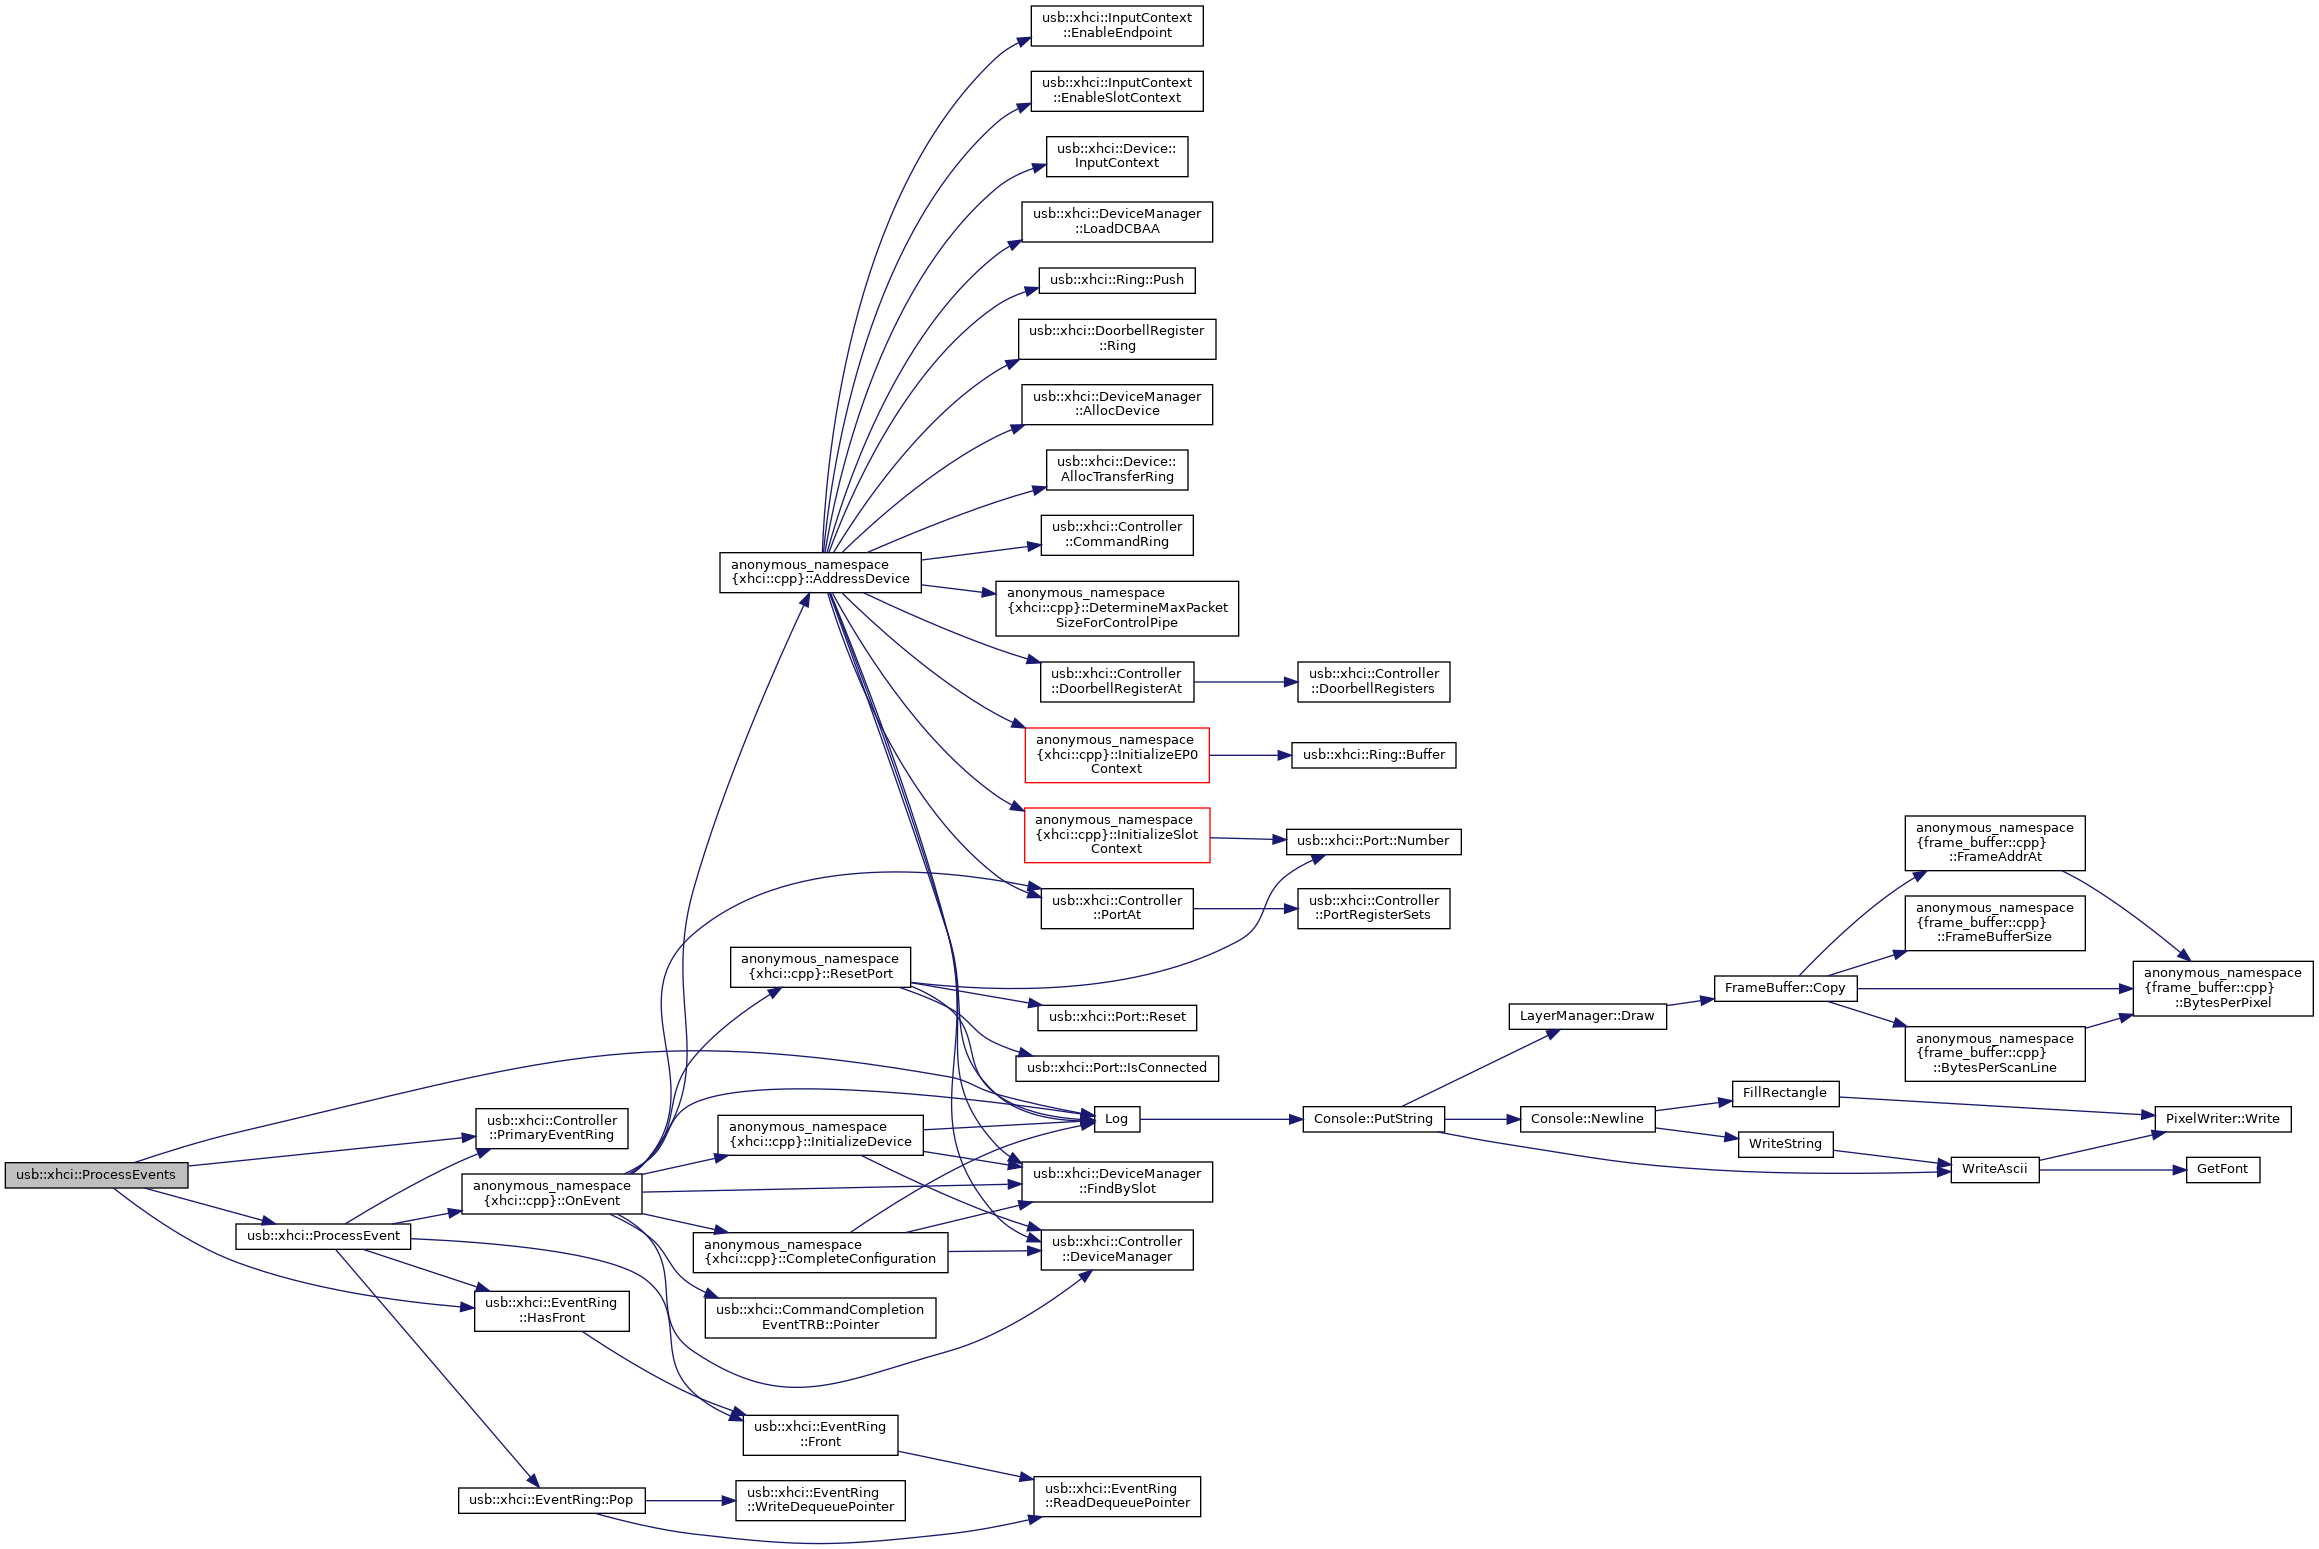 usb::xhci::InputContext
::EnableEndpoint
usb::xhci::InputContext
::EnableSlotContext
usb::xhci::Device::
InputContext
usb::xhci::DeviceManager
::LoadDCBAA
usb::xhci::Ring::Push
usb::xhci::DoorbellRegister
::Ring
usb::xhci::DeviceManager
::AllocDevice
usb::xhci::Device::
AllocTransferRing
usb::xhci::Controller
::CommandRing
anonymous_namespace
{xhci::cpp}::AddressDevice
anonymous_namespace
{xhci::cpp}::DetermineMaxPacket
SizeForControlPipe
usb::xhci::Controller
::DoorbellRegisterAt
usb::xhci::Controller
::DoorbellRegisters
anonymous_namespace
{xhci::cpp}::InitializeEP0
Context
usb::xhci::Ring::Buffer
anonymous_namespace
{xhci::cpp}::InitializeSlot
Context
usb::xhci::Port::Number
usb::xhci::Controller
::PortAt
usb::xhci::Controller
::PortRegisterSets
anonymous_namespace
{xhci::cpp}::ResetPort
usb::xhci::Port::Reset
usb::xhci::Port::IsConnected
anonymous_namespace
{frame_buffer::cpp}
::FrameAddrAt
anonymous_namespace
{frame_buffer::cpp}
::FrameBufferSize
anonymous_namespace
{frame_buffer::cpp}
::BytesPerPixel
FrameBuffer::Copy
LayerManager::Draw
anonymous_namespace
{frame_buffer::cpp}
::BytesPerScanLine
FillRectangle
usb::xhci::Controller
::PrimaryEventRing
anonymous_namespace
{xhci::cpp}::InitializeDevice
Log
Console::PutString
Console::Newline
PixelWriter::Write
WriteString
WriteAscii
GetFont
usb::xhci::ProcessEvents
anonymous_namespace
{xhci::cpp}::OnEvent
usb::xhci::DeviceManager
::FindBySlot
usb::xhci::ProcessEvent
anonymous_namespace
{xhci::cpp}::CompleteConfiguration
usb::xhci::Controller
::DeviceManager
usb::xhci::EventRing
::HasFront
usb::xhci::CommandCompletion
EventTRB::Pointer
usb::xhci::EventRing
::Front
usb::xhci::EventRing::Pop
usb::xhci::EventRing
::WriteDequeuePointer
usb::xhci::EventRing
::ReadDequeuePointer